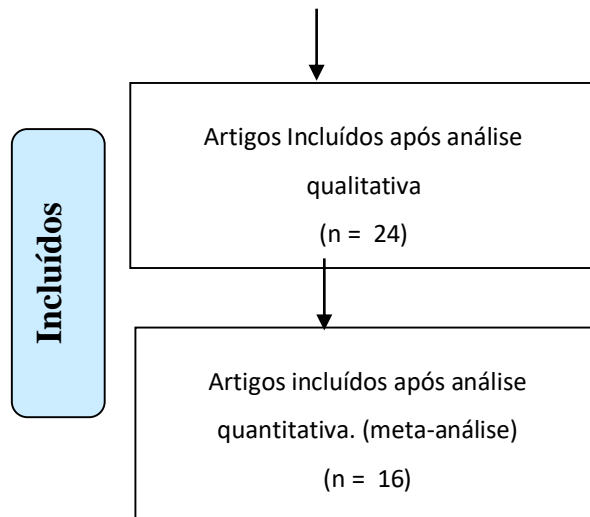 Incluídos
Artigos Incluídos após análise
qualitativa
(n = 24)
Artigos incluídos após análise
quantitativa. (meta-análise)
(n = 16)